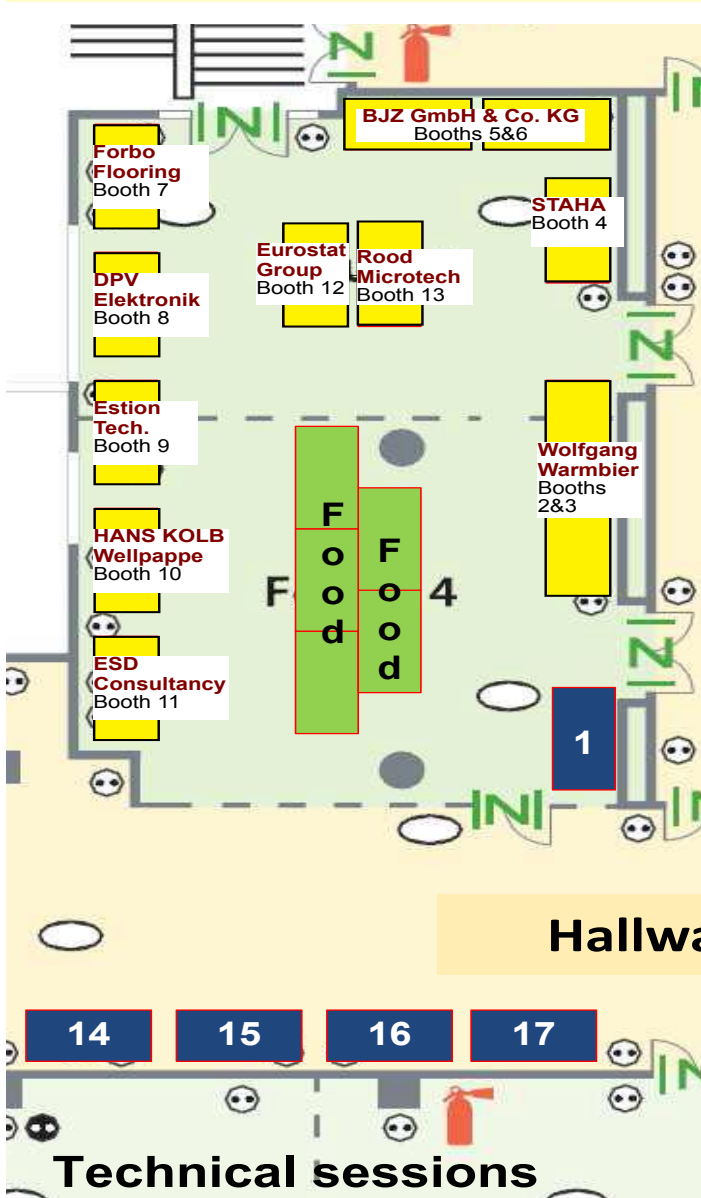 BJZ GmbH & Co. KG
Booths 5&6
Forbo
Flooring
Booth 7
STAHA
Booth 4
Eurostat
Group
Booth 12
Rood
Microtech
Booth 13
DPV
Elektronik
Booth 8
Estion
Tech.
Booth 9
Wolfgang
Warmbier
Booths
2&3
HANS KOLB
Wellpappe
Booth 10
Food
Food
F
4
ESD
Consultancy
Booth 11
1
Hallwa
14
15
16
17
Technical sessions